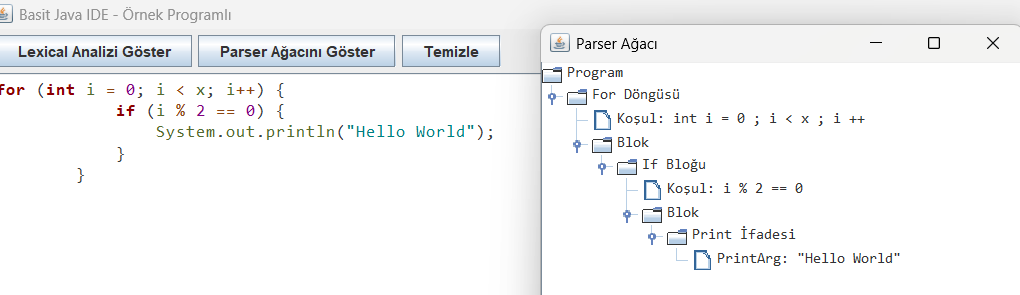 Basit Java IDE - Örnek Programlı
Lexical Analizi Göster
Parser Ağacını Göster
Temizle
for (int i = 0; i < x; i++) {
if (i % 2 == 0) {
System.out.println("Hello World");
}
}
Parser Ağacı
Program
For Döngüsü
Koşul: int i = 0 ; i < x ; i ++
Blok
If Bloğu
Koşul: i % 2 == 0
Blok
Print İfadesi
PrintArg: "Hello World"